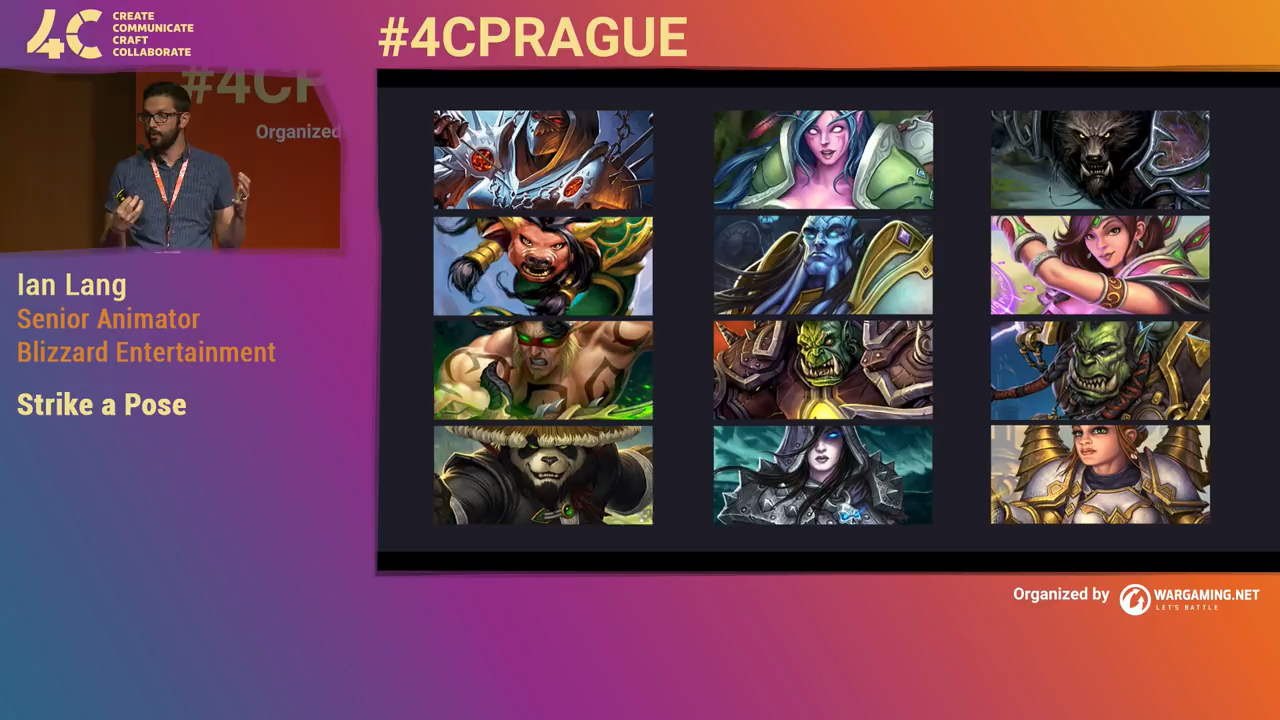 4C
CREATE
COMMUNICATE
CRAFT
COLLABORATE
#4CPRAGUE
#4CP
Organized
Ian Lang
Senior Animator
Blizzard Entertainment
Strike a Pose
Organized by
WARGAMING.NET
LET'S BATTLE